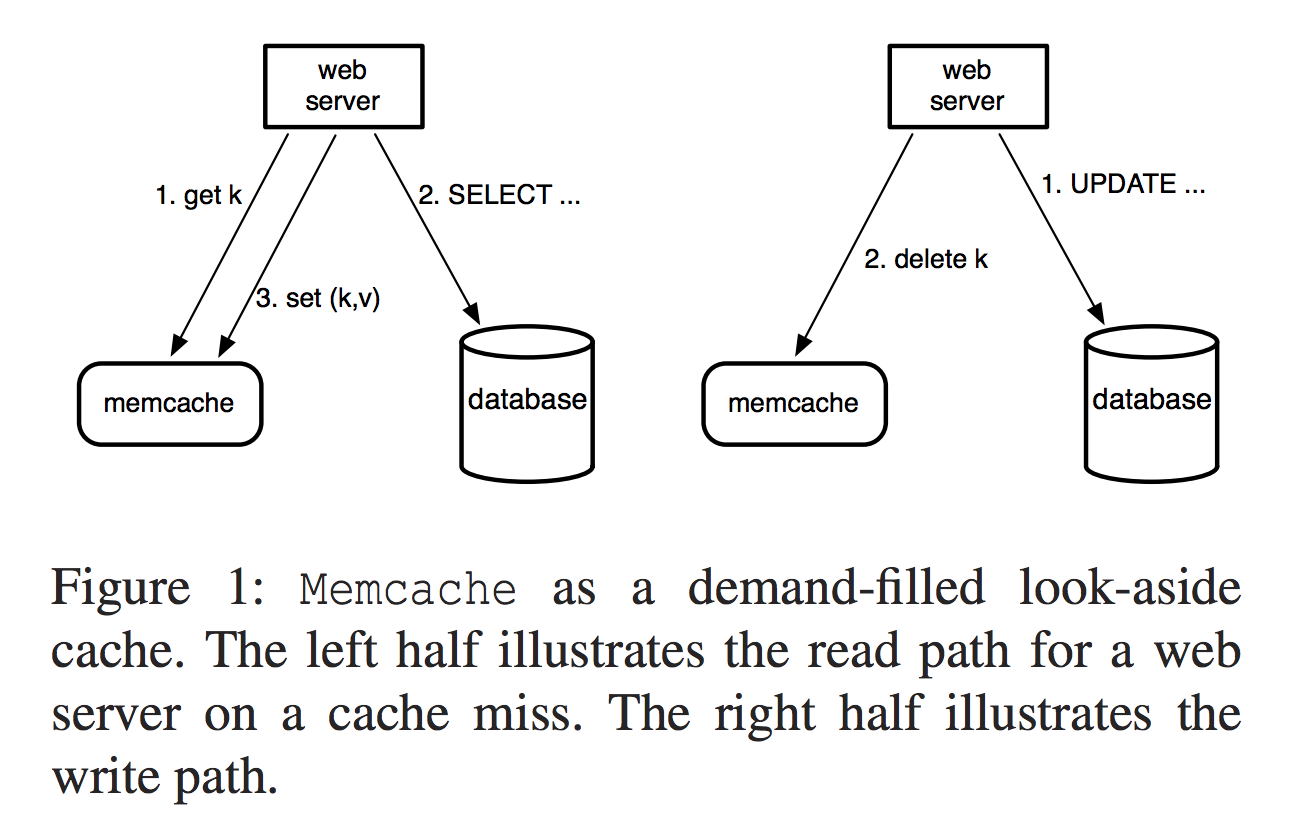 web
server
1. get k
2. SELECT ...
3. set (k,v)
memcache
database
web
server
1. UPDATE ...
2. delete k
memcache
database
Figure 1: Memcache as a demand-filled look-aside
cache. The left half illustrates the read path for a web
server on a cache miss. The right half illustrates the
write path.